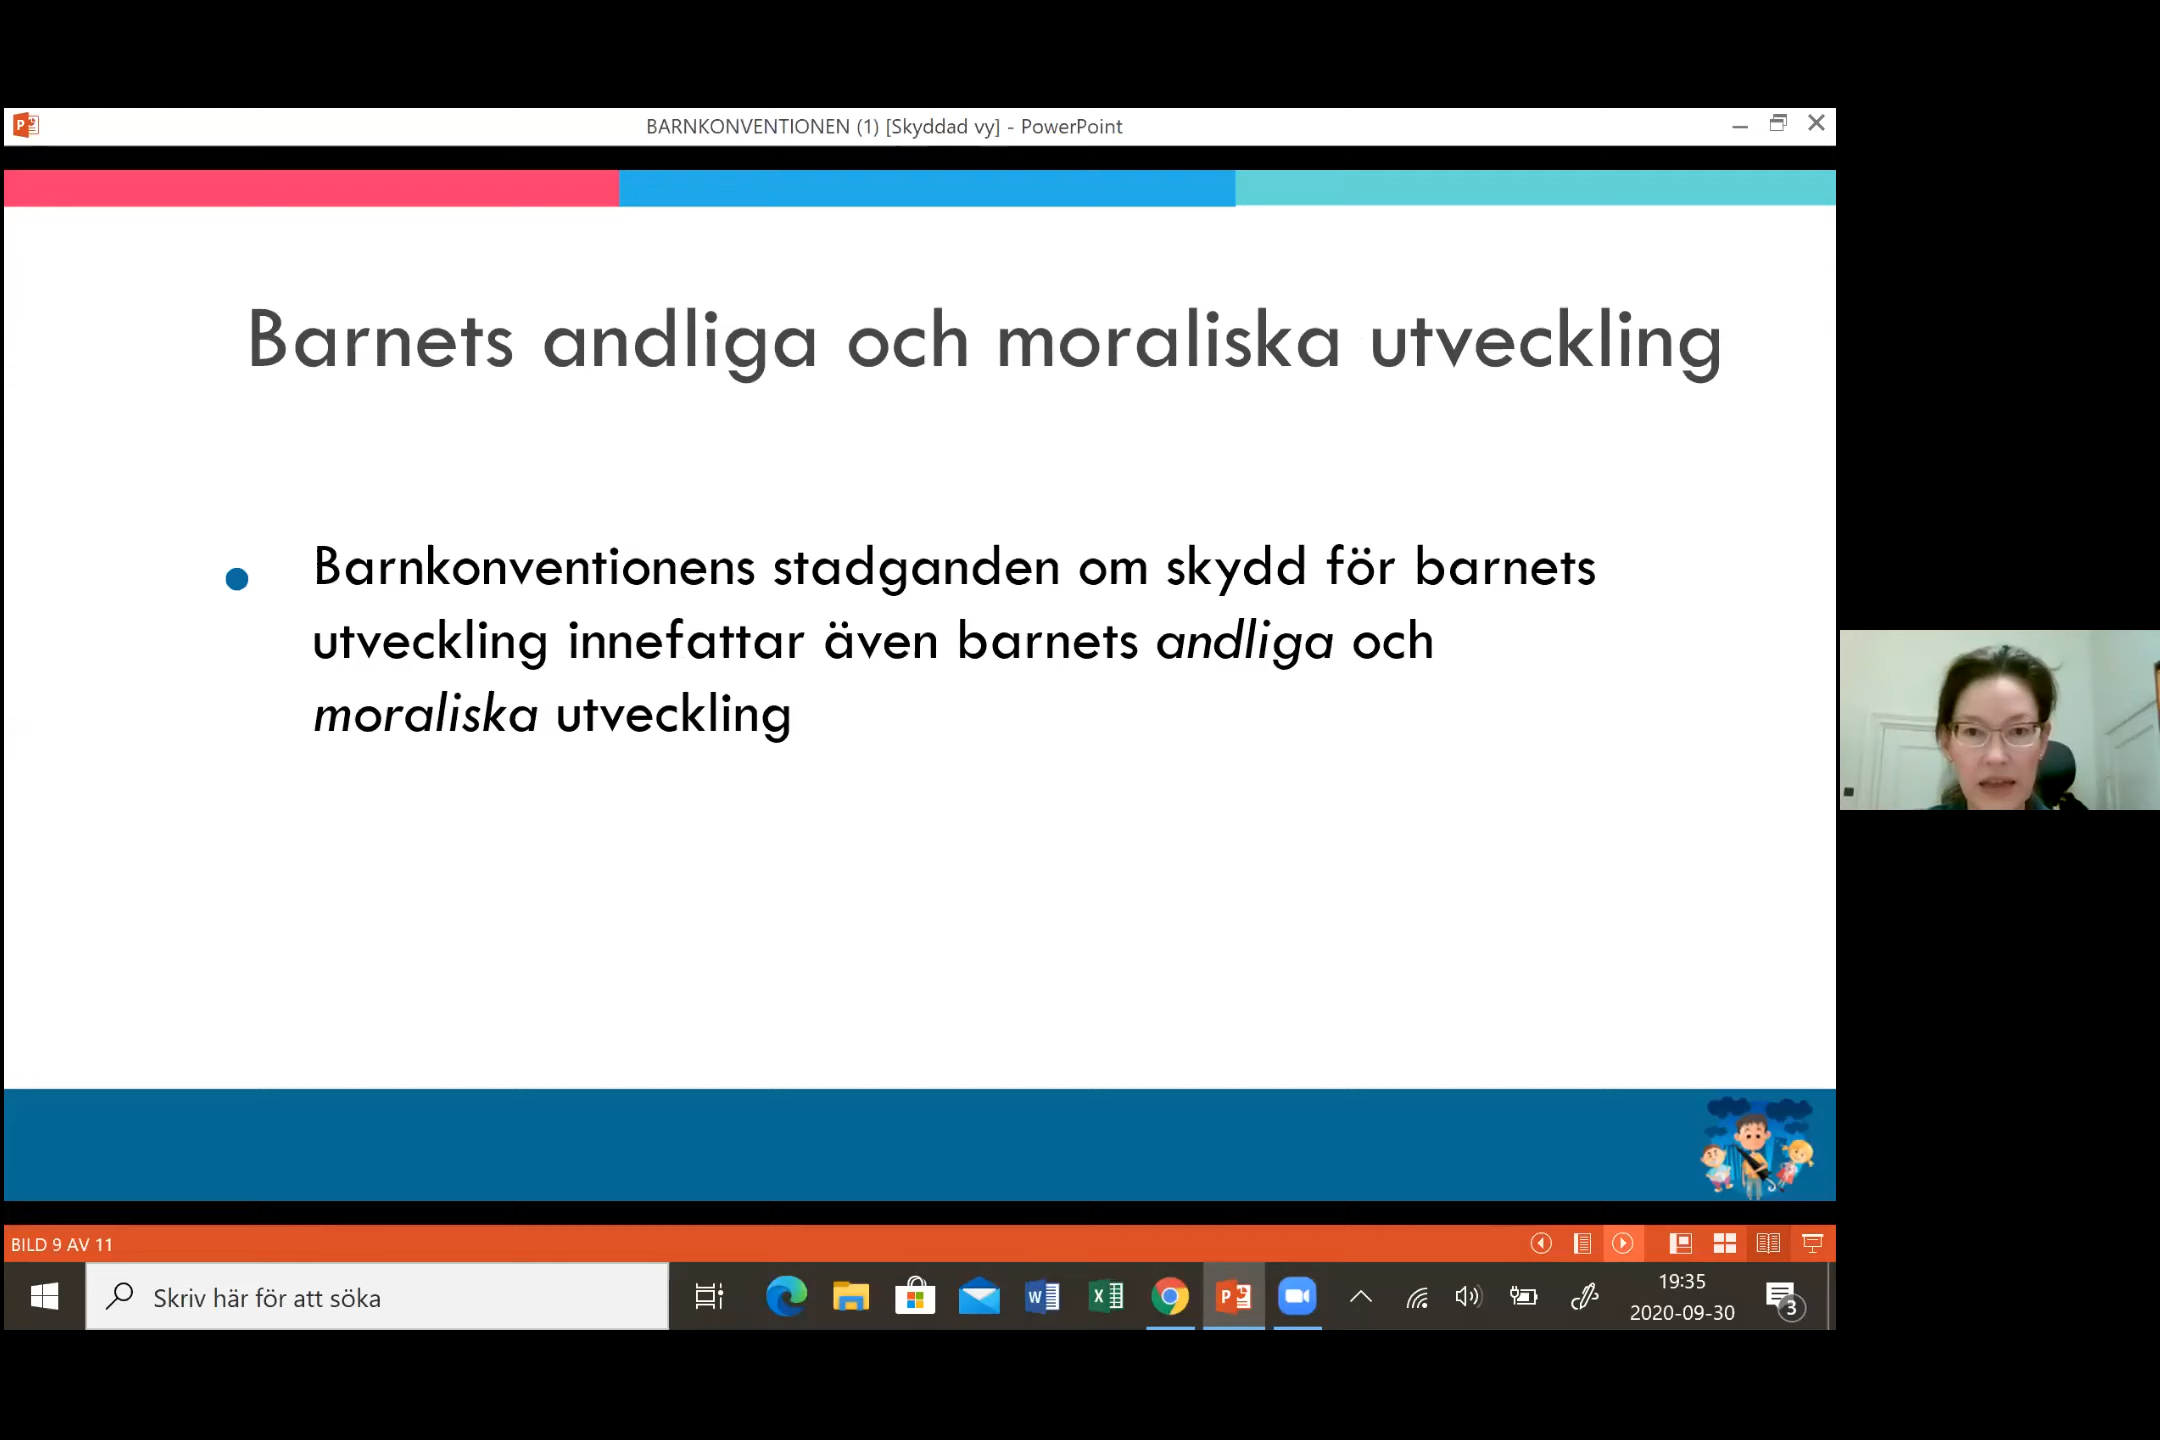 BARNKONVENTIONEN (1) [Skyddad vy] - PowerPoint
Barnets andliga och moraliska utveckling
Barnkonventionens stadganden om skydd för barnets
utveckling innefattar även barnets andliga och
moraliska utveckling
BILD 9 AV 11
Skriv här för att söka
19:35
2020-09-30
3